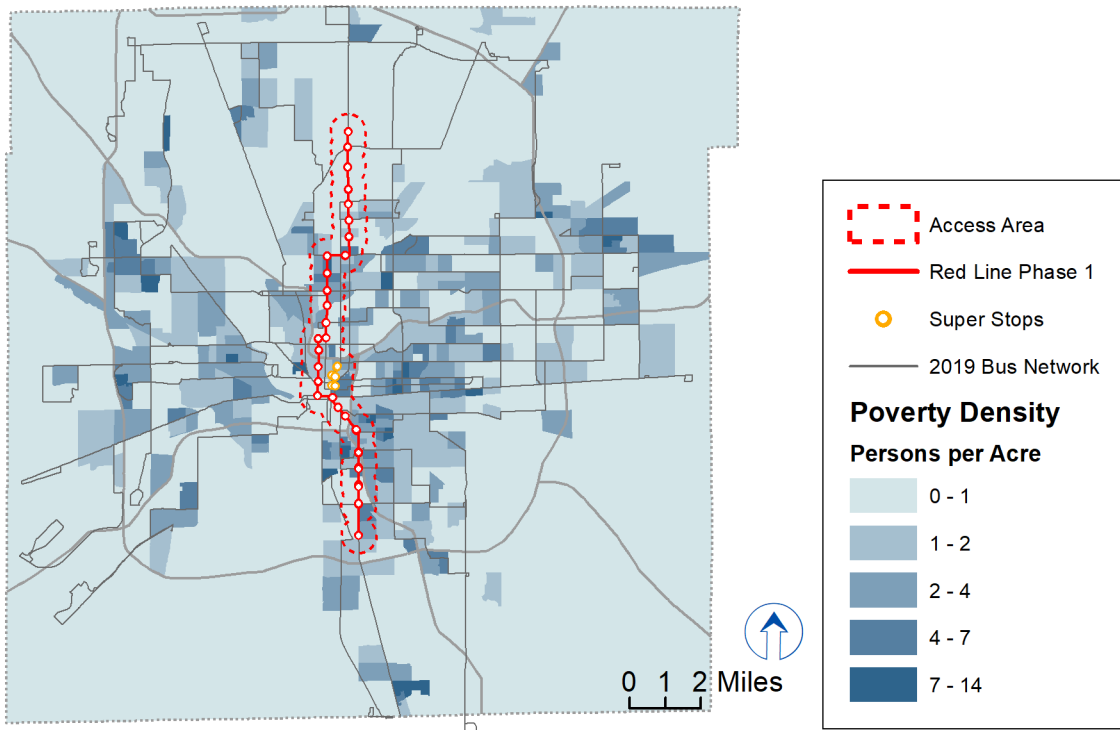 Access Area
Red Line Phase 1
Super Stops
2019 Bus Network
Poverty Density
Persons per Acre
0 - 1
1 - 2
2 - 4
4 - 7
7 - 14
0 1 2 Miles